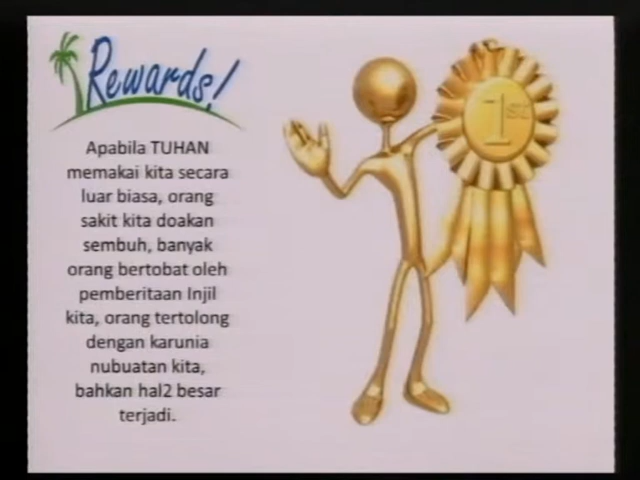 Rewards!
Apabila TUHAN
memakai kita secara
luar biasa, orang
sakit kita doakan
sembuh, banyak
orang bertobat oleh
pemberitaan Injil
kita, orang tertolong
dengan karunia
nubuatan kita,
bahkan hal2 besar
terjadi.
1st